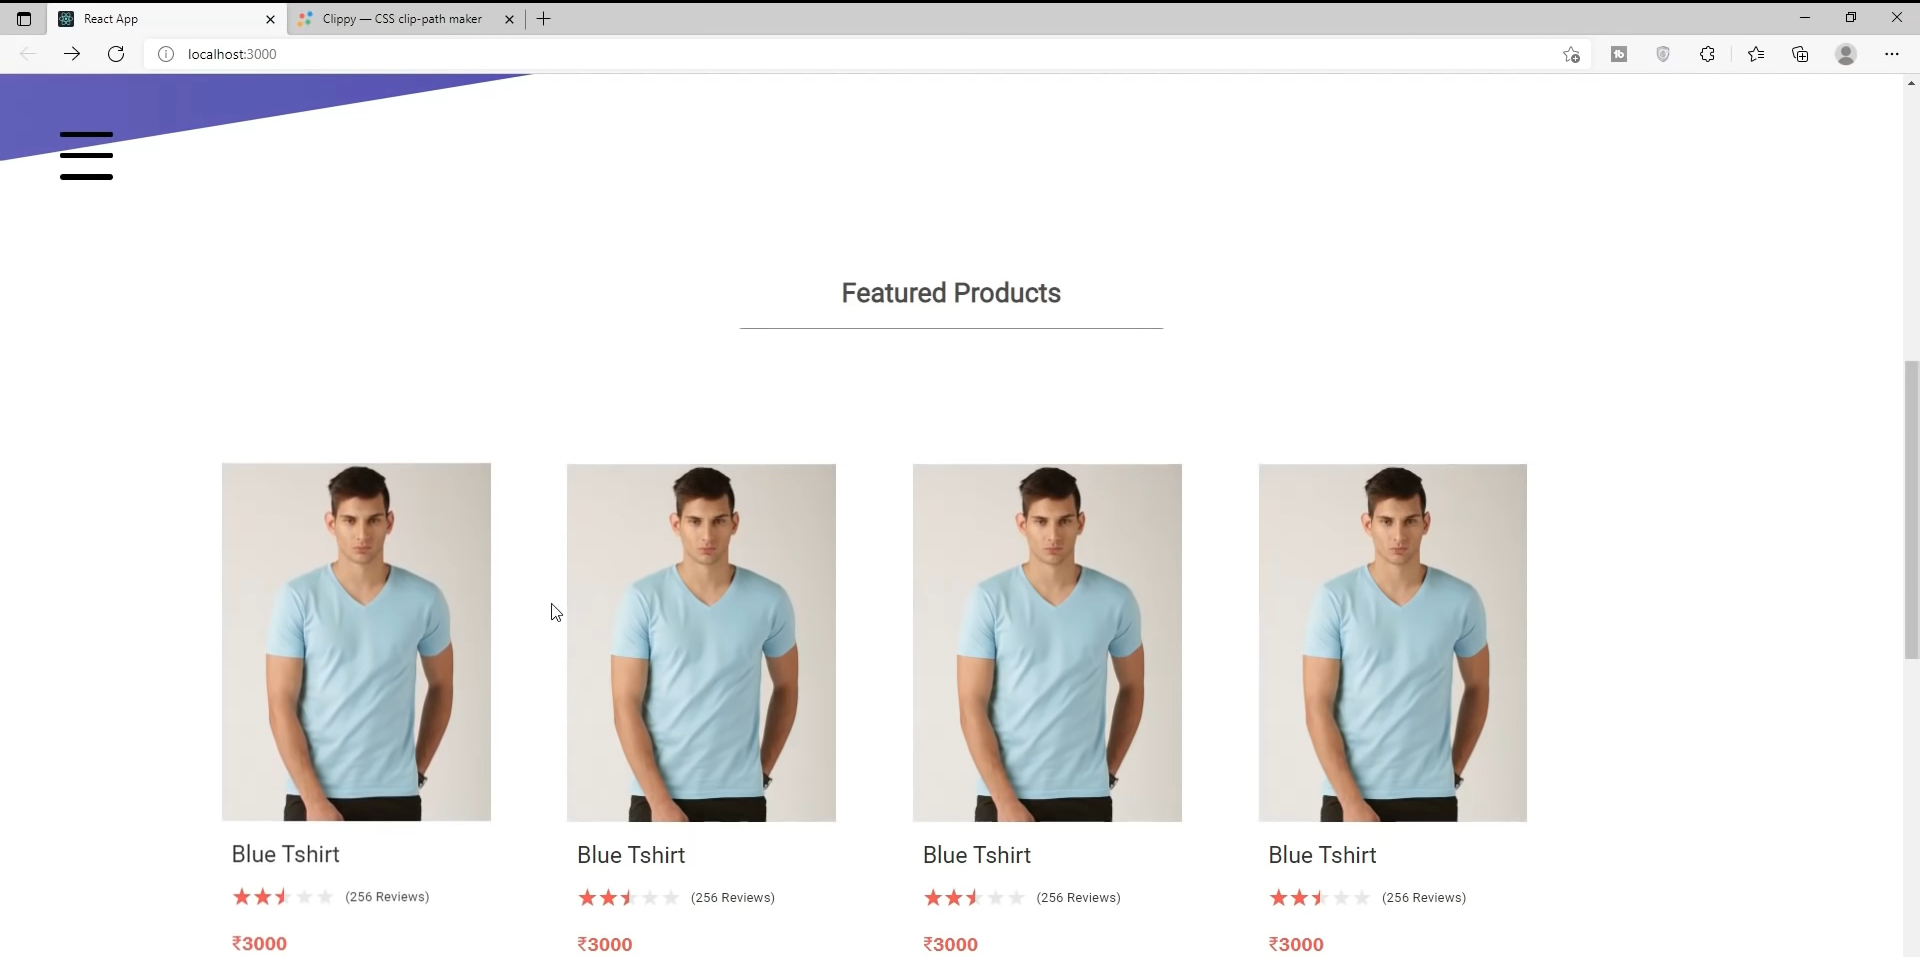 React App
Clippy — CSS clip-path maker
localhost:3000
Featured Products
Blue Tshirt Blue Tshirt Blue Tshirt Blue Tshirt
(256 Reviews) (256 Reviews) (256 Reviews) (256 Reviews)
₹3000 ₹3000 ₹3000 ₹3000